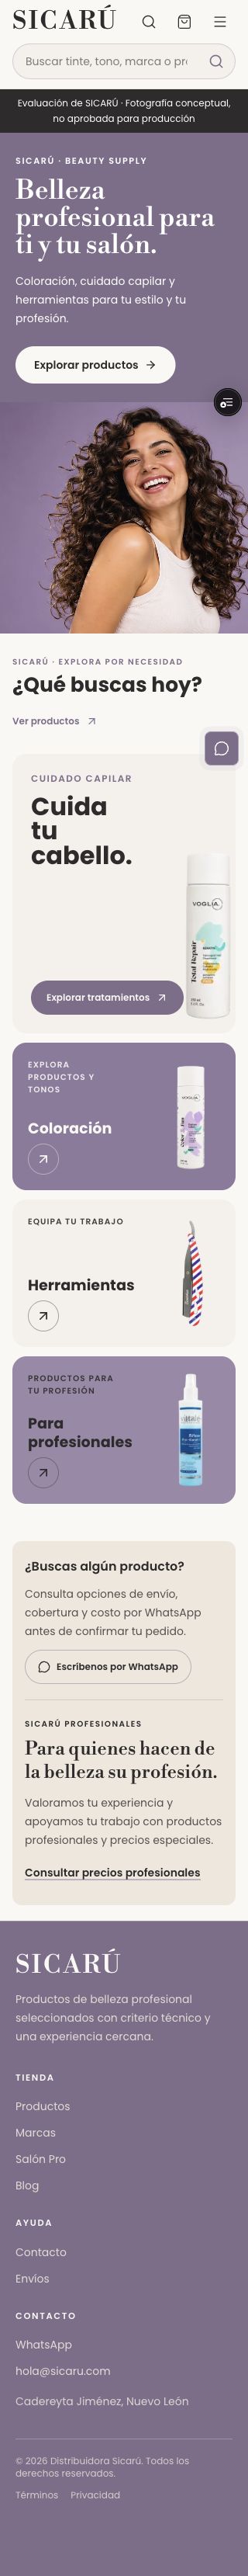 SICARÚ
Buscar tinte, tono, marca o pro
Evaluación de SICARÚ · Fotografía conceptual,
no aprobada para producción
SICARÚ · BEAUTY SUPPLY
Belleza
profesional para
ti y tu salón.
Coloración, cuidado capilar y
herramientas para tu estilo y tu
profesión.
Explorar productos
SICARÚ · EXPLORA POR NECESIDAD
¿Qué buscas hoy?
Ver productos
CUIDADO CAPILAR
Cuida
tu
cabello.
VOGLIA
Total Repair
Explorar tratamientos
EXPLORA
PRODUCTOS Y
TONOS
Coloración
VOGLIA
EQUIPA TU TRABAJO
Herramientas
PRODUCTOS PARA
TU PROFESIÓN
Para
profesionales
¿Buscas algún producto?
Consulta opciones de envío,
cobertura y costo por WhatsApp
antes de confirmar tu pedido.
Escríbenos por WhatsApp
SICARÚ PROFESIONALES
Para quienes hacen de
la belleza su profesión.
Valoramos tu experiencia y
apoyamos tu trabajo con productos
profesionales y precios especiales.
Consultar precios profesionales
SICARÚ
Productos de belleza profesional
seleccionados con criterio técnico y
una experiencia cercana.
TIENDA
Productos
Marcas
Salón Pro
Blog
AYUDA
Contacto
Envíos
CONTACTO
WhatsApp
hola@sicaru.com
Cadereyta Jiménez, Nuevo León
© 2026 Distribuidora Sicarú. Todos los
derechos reservados.
Términos Privacidad